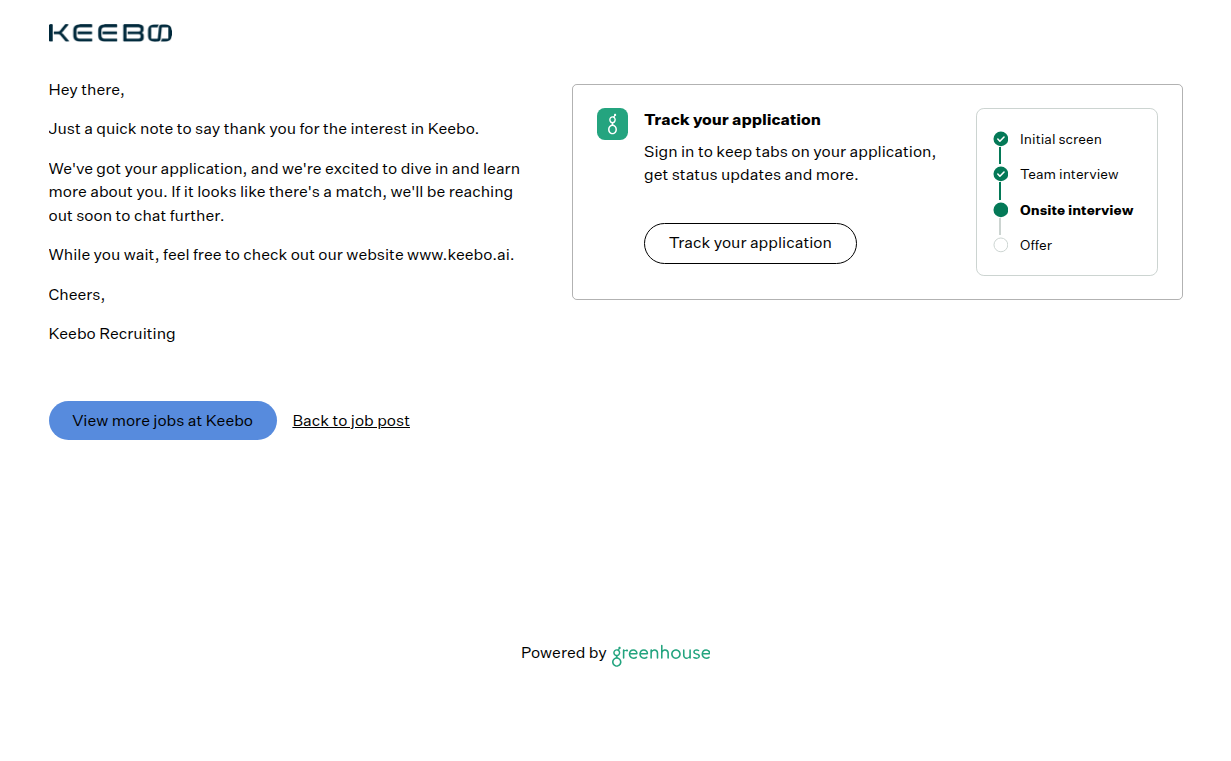 KEEBO
Hey there,
Just a quick note to say thank you for the interest in Keebo.
We've got your application, and we're excited to dive in and learn
more about you. If it looks like there's a match, we'll be reaching
out soon to chat further.
While you wait, feel free to check out our website www.keebo.ai.
Cheers,
Keebo Recruiting
View more jobs at Keebo
Back to job post
Track your application
Sign in to keep tabs on your application,
get status updates and more.
Track your application
Initial screen
Team interview
Onsite interview
Offer
Powered by greenhouse